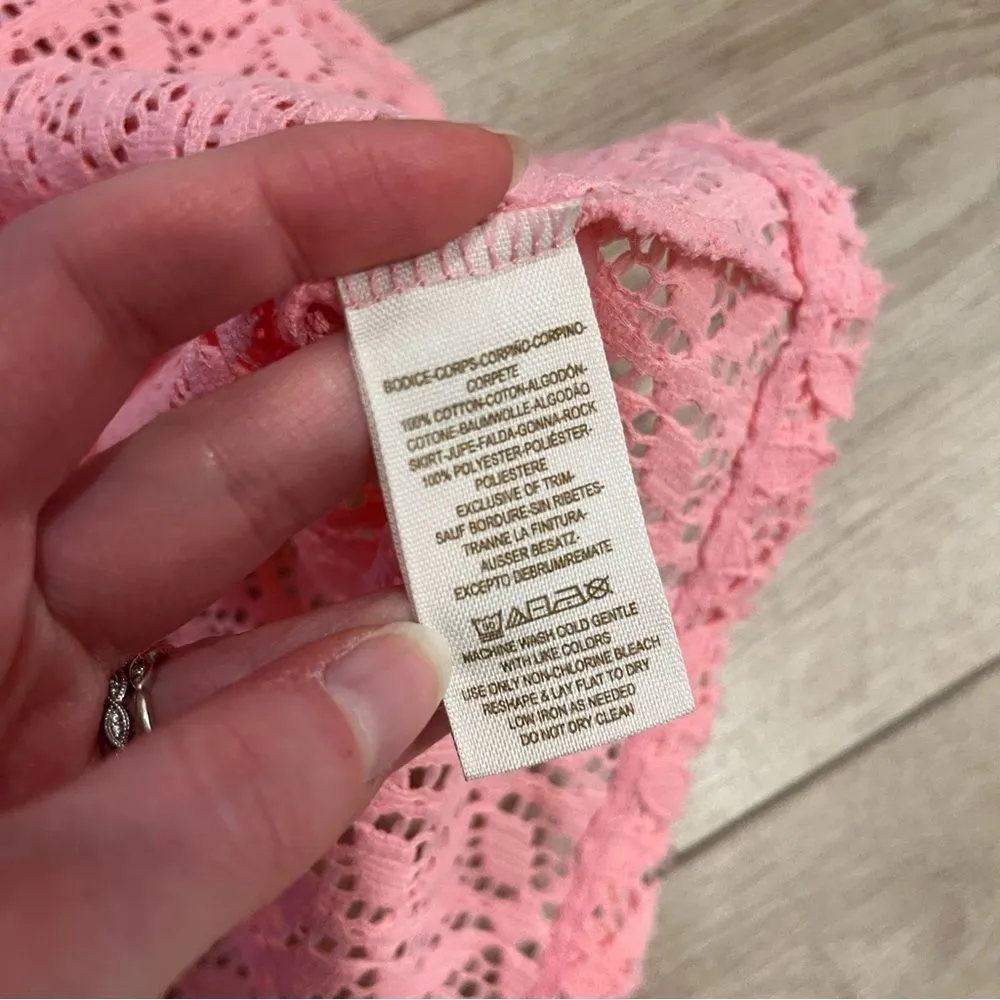 BODICE-CORPS-CORPIÑO-CORPINO-
CORPETE
100% COTTON-COTON-ALGODÓN-
COTONE-BAUMWOLLE-ALGODÃO
SKIRT-JUPE-FALDA-GONNA-ROCK
100% POLYESTER-POLIÉSTER-
POLIESTERE
EXCLUSIVE OF TRIM-
SAUF BORDURE-SIN RIBETES-
TRANNE LA FINITURA-
AUSSER BESATZ-
EXCEPTO DEBRUM/REMATE
MACHINE WASH COLD GENTLE
WITH LIKE COLORS
USE ONLY NON-CHLORINE BLEACH
RESHAPE & LAY FLAT TO DRY
LOW IRON AS NEEDED
DO NOT DRY CLEAN